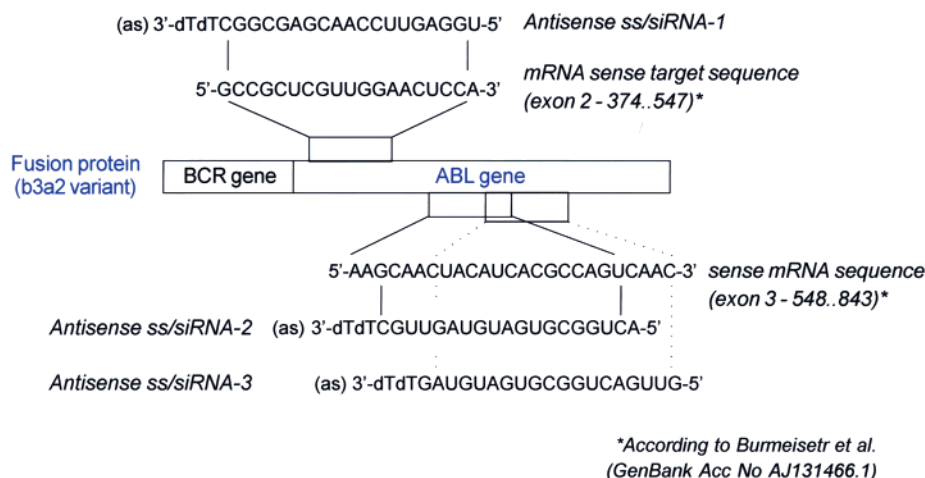 (as) 3'-dTdTCGGCGAGCAACCUUGAGGU-5' Antisense ss/siRNA-1
5'-GCCGCUCGUUGGAACUCCA-3' mRNA sense target sequence
(exon 2 - 374..547)*
Fusion protein
(b3a2 variant)
BCR gene ABL gene
5'-AAGCAACUACAUCACGCCAGUCAAC-3' sense mRNA sequence
(exon 3 - 548..843)*
Antisense ss/siRNA-2 (as) 3'-dTdTCGUUGAUGUAGUGCGGUCA-5'
Antisense ss/siRNA-3 (as) 3'-dTdTGAUGUAGUGCGGUCAGUUG-5'
*According to Burmeisetr et al.
(GenBank Acc No AJ131466.1)